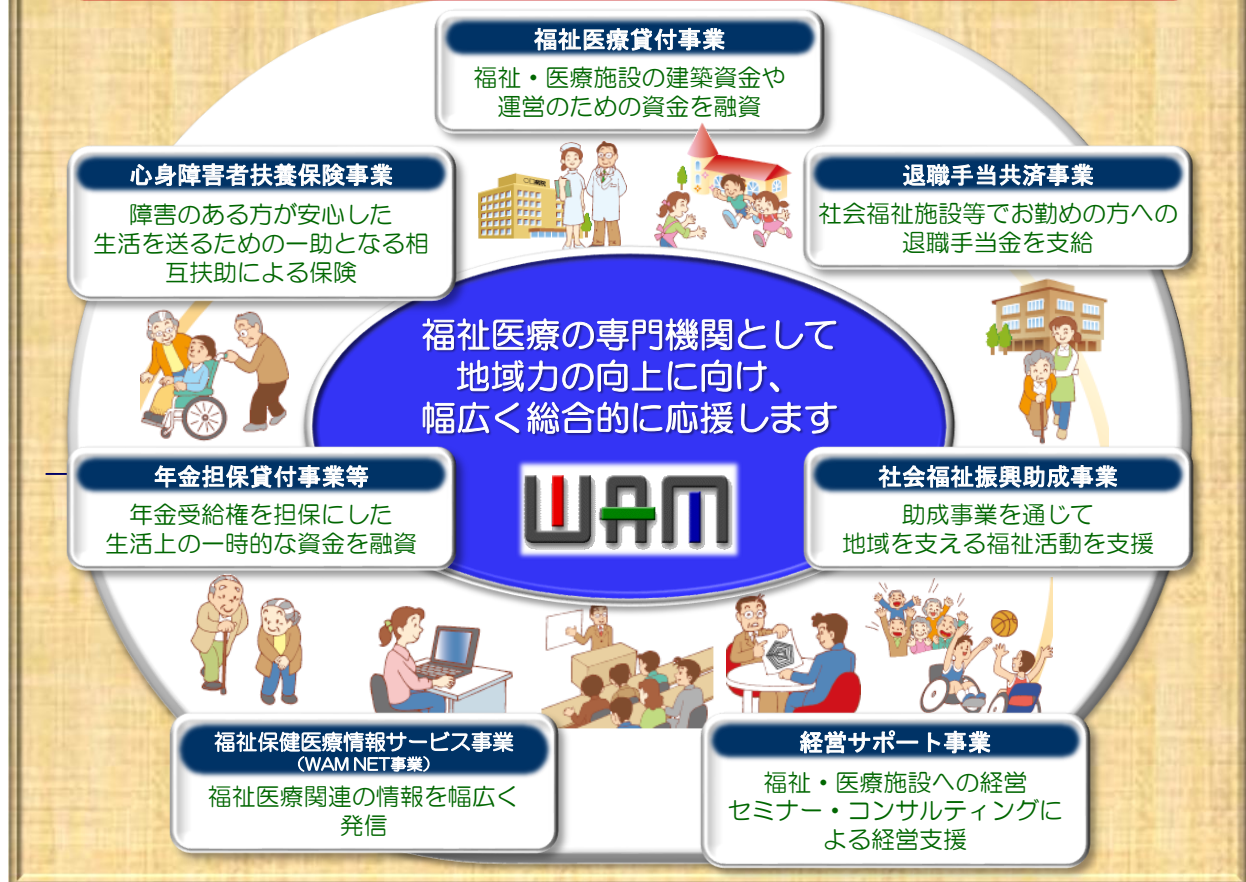 福祉医療貸付事業
福祉・医療施設の建築資金や
運営のための資金を融資
心身障害者扶養保険事業
障害のある方が安心した
生活を送るための一助となる相
互扶助による保険
退職手当共済事業
社会福祉施設等でお勤めの方への
退職手当金を支給
○○病院
福祉医療の専門機関として
地域力の向上に向け、
幅広く総合的に応援します
WAM
年金担保貸付事業等
年金受給権を担保にした
生活上の一時的な資金を融資
社会福祉振興助成事業
助成事業を通じて
地域を支える福祉活動を支援
福祉保健医療情報サービス事業
(WAM NET事業)
福祉医療関連の情報を幅広く
発信
経営サポート事業
福祉・医療施設への経営
セミナー・コンサルティングに
よる経営支援